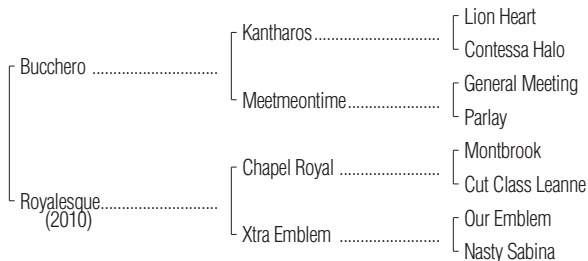 Lion Heart
Kantharos
Contessa Halo
Bucchero
General Meeting
Meetmeontime
Parlay
Montbrook
Chapel Royal
Cut Class Leanne
Royalesque
(2010)
Our Emblem
Xtra Emblem
Nasty Sabina